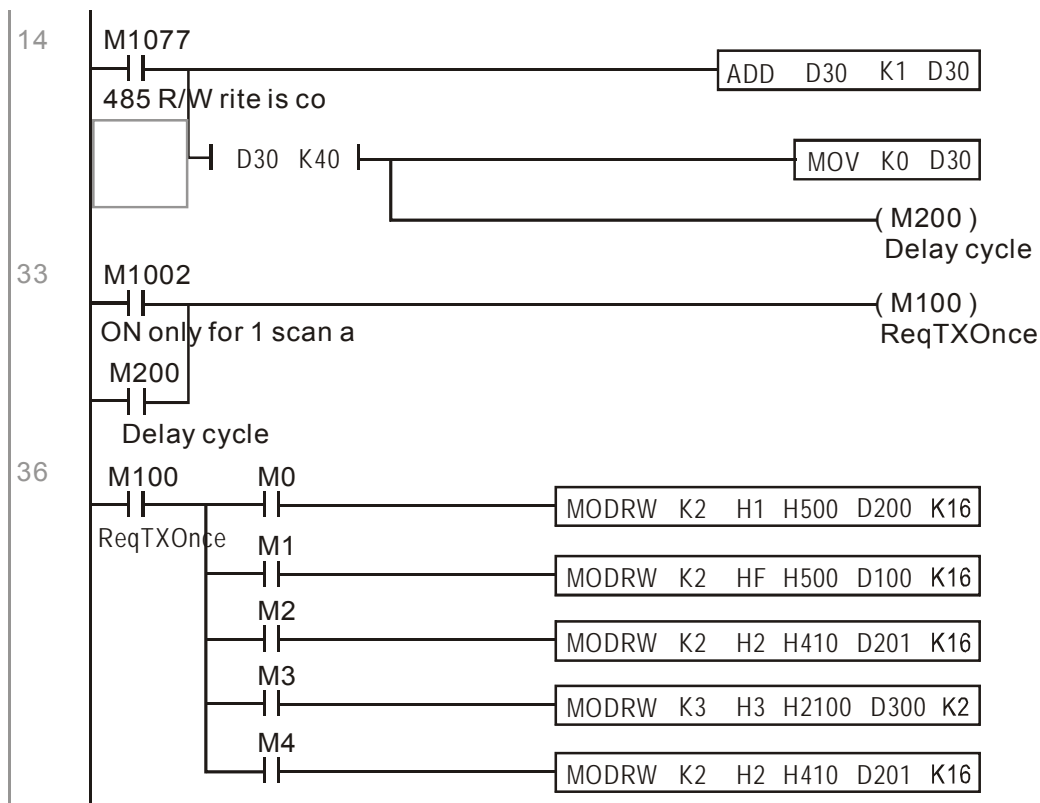 14
M1077
ADD D30 K1 D30
485 R/W rite is co
D30 K40
MOV K0 D30
( M200 )
Delay cycle
33
M1002
( M100 )
ON only for 1 scan a
ReqTXOnce
M200
Delay cycle
36
M100
M0
MODRW K2 H1 H500 D200 K16
ReqTXOnce
M1
MODRW K2 HF H500 D100 K16
M2
MODRW K2 H2 H410 D201 K16
M3
MODRW K3 H3 H2100 D300 K2
M4
MODRW K2 H2 H410 D201 K16